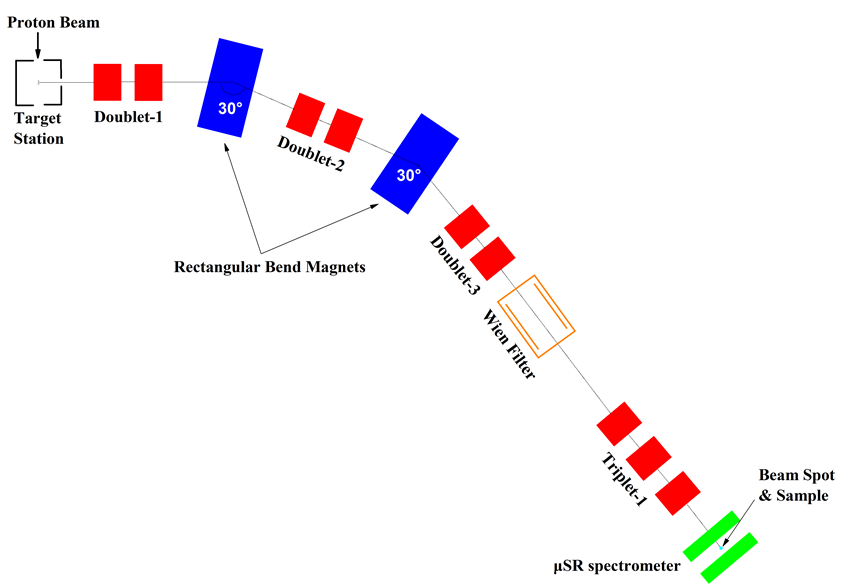 Proton Beam
Target
Station
Doublet-1
30°
Doublet-2
30°
Rectangular Bend Magnets
Doublet-3
Wien Filter
Triplet-1
Beam Spot
& Sample
µSR spectrometer